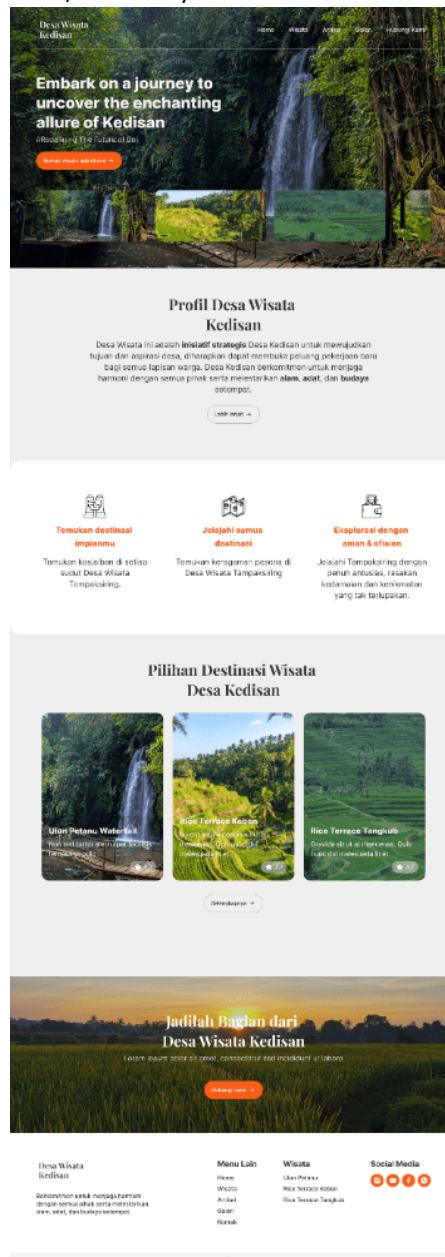 Desa Wisata
Kedisan
Home Wisata Artikel Galeri Hubungi Kami
Embark on a journey to
uncover the enchanting
allure of Kedisan
#Redefining The Future of Bali
Profil Desa Wisata
Kedisan
Desa Wisata ini adalah inisiatif strategis Desa Kedisan untuk mewujudkan
tujuan dan aspirasi desa, diharapkan dapat membuka peluang pekerjaan baru
bagi semua lapisan warga. Desa Kedisan berkomitmen untuk menjaga
harmoni dengan semua pihak serta melestarikan alam, adat, dan budaya
setempat.
Lebih lanjut →
Temukan destinasi
impianmu
Temukan keajaiban di setiap
sudut Desa Wisata
Tampaksiring.
Jelajahi semua
destinasi
Temukan keragaman pesona di
Desa Wisata Tampaksiring
Eksplorasi dengan
aman & efisien
Jelajahi Tampaksiring dengan
penuh antusias, rasakan
kedamaian dan kenikmatan
yang tak terlupakan.
Pilihan Destinasi Wisata
Desa Kedisan
Ulun Petanu Waterfall
Rice Terrace Kebon
Rice Terrace Tangkub
Selengkapnya →
Jadilah Bagian dari
Desa Wisata Kedisan
Lorem ipsum dolor sit amet, consectetur sed incididunt ut labore
Hubungi kami →
Desa Wisata
Kedisan
Berkomitmen untuk menjaga harmoni
dengan semua pihak serta melestarikan
alam, adat, dan budaya setempat.
Menu Lain
Home
Wisata
Artikel
Galeri
Kontak
Wisata
Ulun Petanu
Rice Terrace Kebon
Rice Terrace Tangkub
Social Media